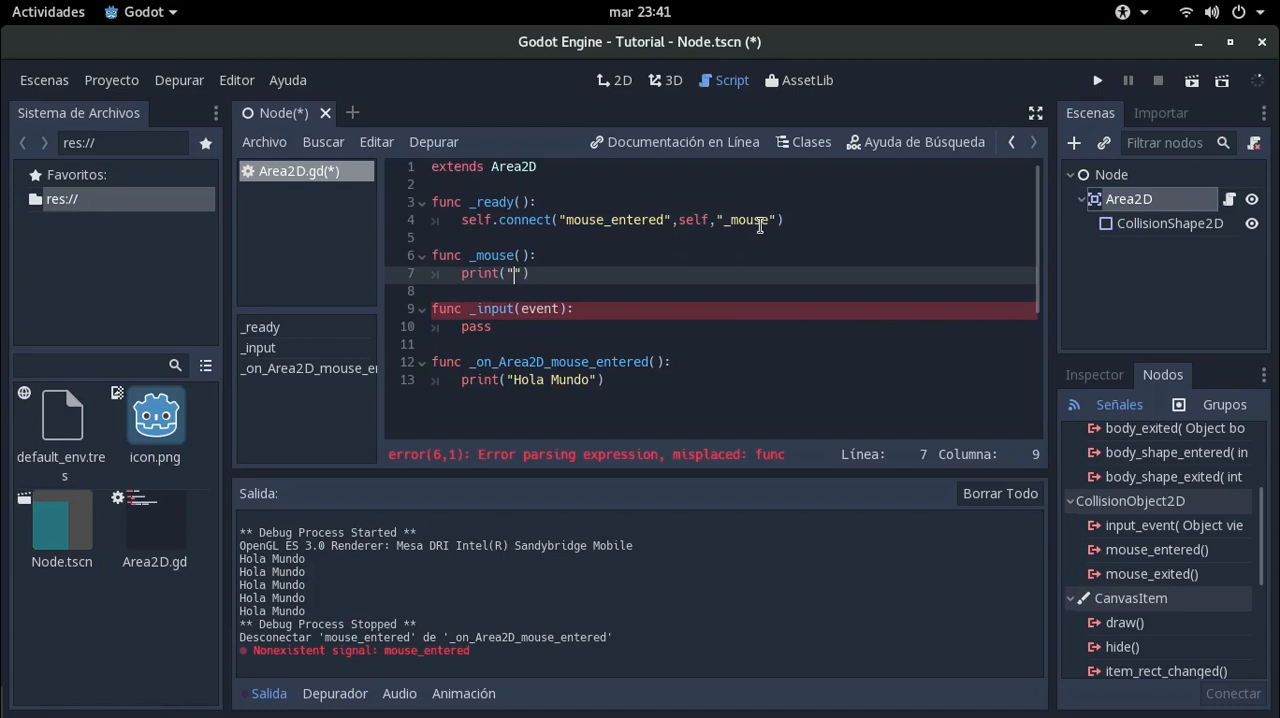 Actividades Godot mar 23:41
Godot Engine - Tutorial - Node.tscn (*)
Escenas Proyecto Depurar Editor Ayuda 2D 3D Script AssetLib
Sistema de Archivos
res://
Favoritos:
res://
default_env.tre
s
icon.png
Node.tscn
Area2D.gd
Node(*)
Archivo Buscar Editar Depurar Documentación en Línea Clases Ayuda de Búsqueda
Area2D.gd(*)
_ready
_input
_on_Area2D_mouse_er
1 extends Area2D
2
3 func _ready():
4 self.connect("mouse_entered",self,"_mouse")
5
6 func _mouse():
7 print("")
8
9 func _input(event):
10 pass
11
12 func _on_Area2D_mouse_entered():
13 print("Hola Mundo")
error(6,1): Error parsing expression, misplaced: func Línea: 7 Columna: 9
Salida: Borrar Todo
** Debug Process Started **
OpenGL ES 3.0 Renderer: Mesa DRI Intel(R) Sandybridge Mobile
Hola Mundo
Hola Mundo
Hola Mundo
Hola Mundo
Hola Mundo
** Debug Process Stopped **
Desconectar 'mouse_entered' de '_on_Area2D_mouse_entered'
Nonexistent signal: mouse_entered
Salida Depurador Audio Animación
Escenas Importar
Filtrar nodos
Node
Area2D
CollisionShape2D
Inspector Nodos
Señales Grupos
body_exited( Object bo
body_shape_entered( in
body_shape_exited( int
CollisionObject2D
input_event( Object vie
mouse_entered()
mouse_exited()
CanvasItem
draw()
hide()
item_rect_changed()
Conectar